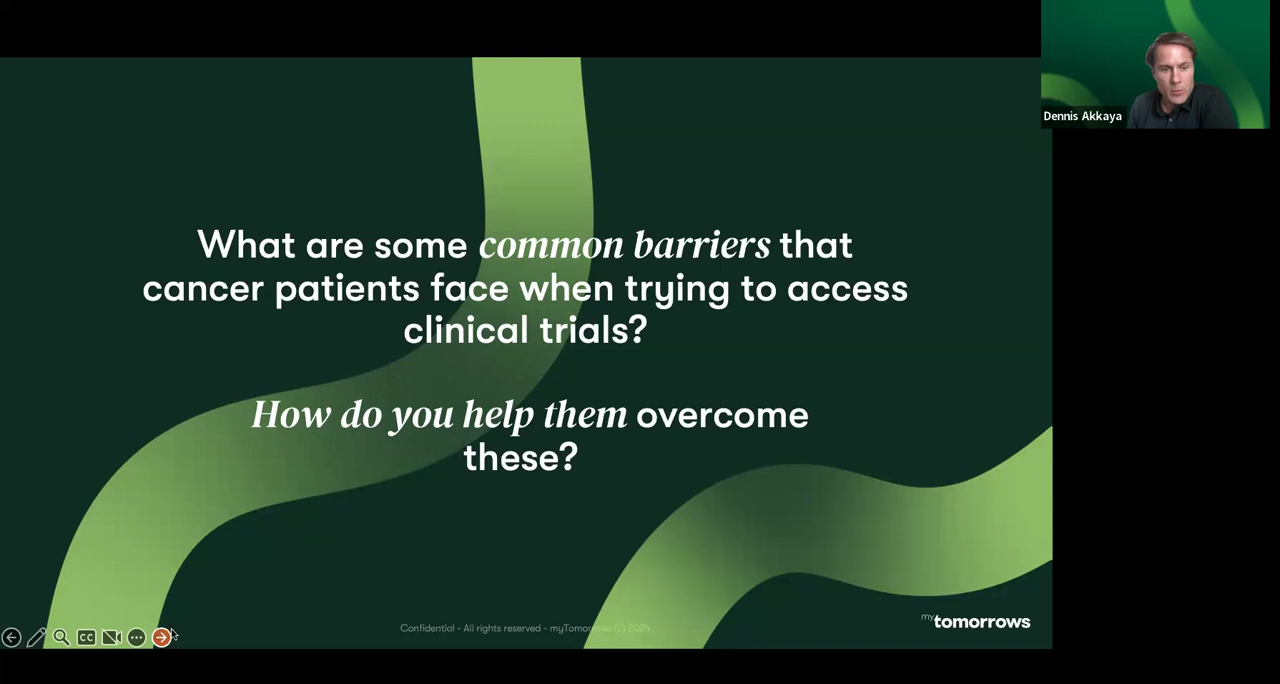 Dennis Akkaya
What are some common barriers that
cancer patients face when trying to access
clinical trials?
How do you help them overcome
these?
Confidential - All rights reserved - myTomorrows (c) 2024
my tomorrows
CC